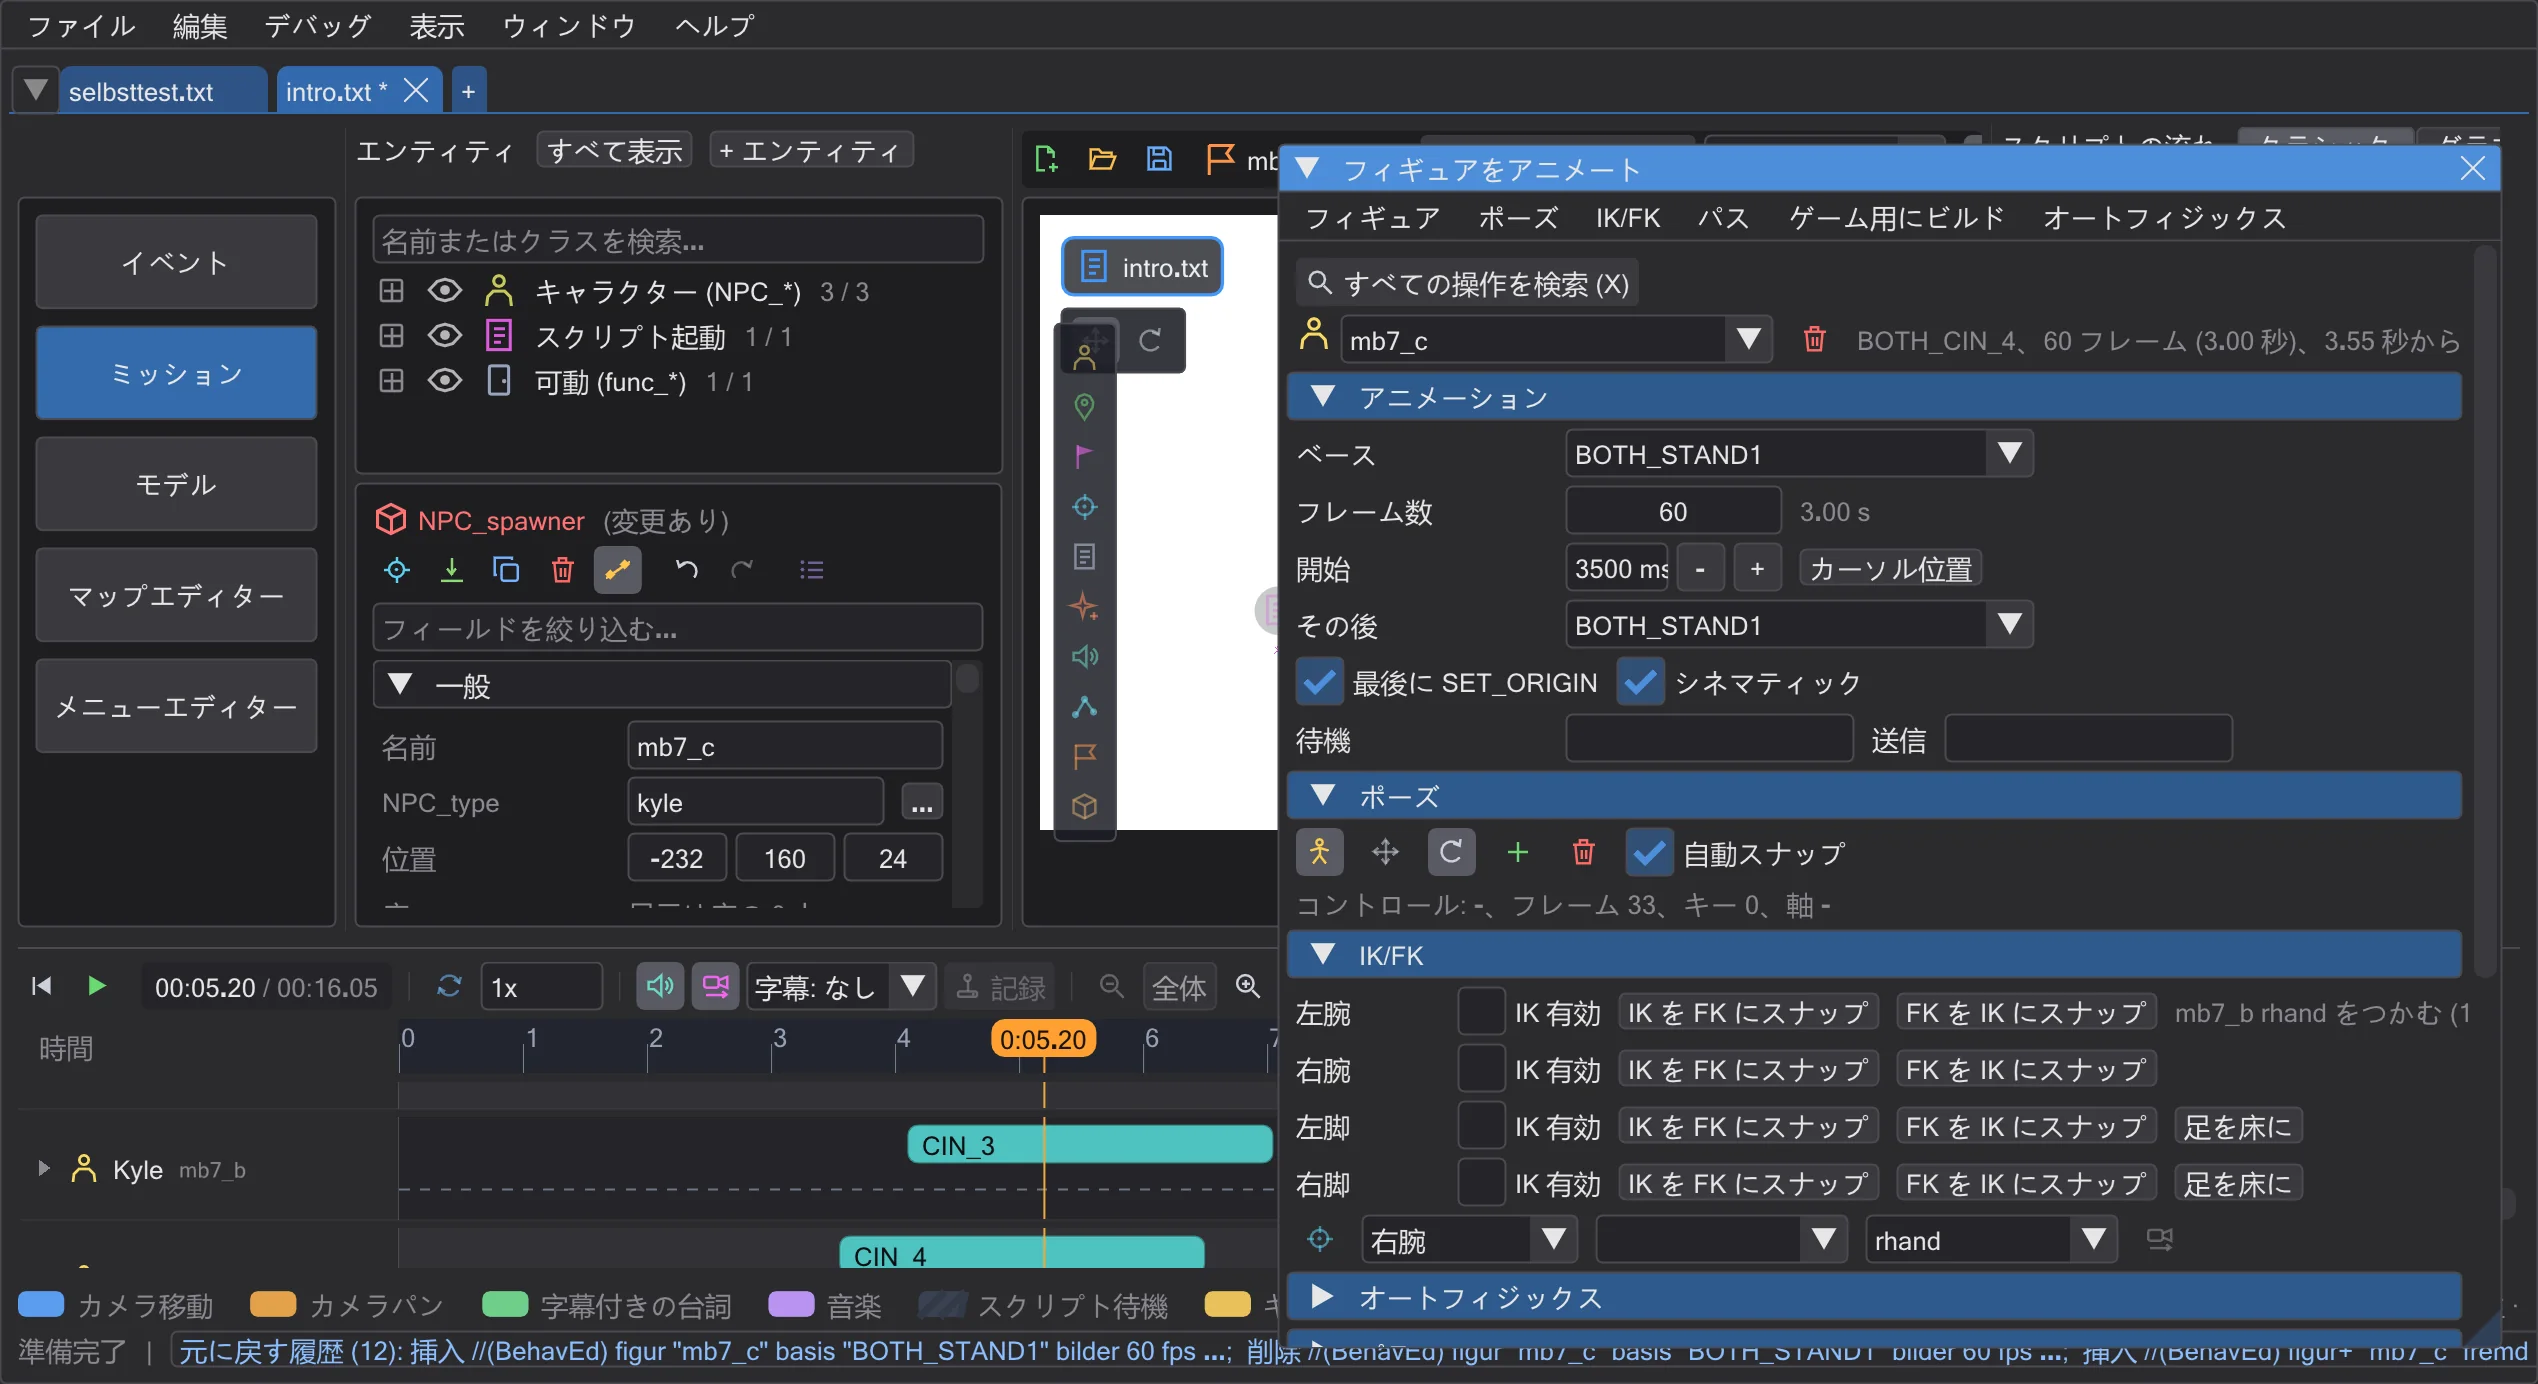 ファイル 編集 デバッグ 表示 ウィンドウ ヘルプ
selbsttest.txt intro.txt * +
エンティティ すべて表示 + エンティティ
イベント
ミッション
モデル
マップエディター
メニューエディター
名前またはクラスを検索...
キャラクター (NPC_*) 3 / 3
スクリプト起動 1 / 1
可動 (func_*) 1 / 1
NPC_spawner (変更あり)
フィールドを絞り込む...
一般
名前 mb7_c
NPC_type kyle ...
位置 -232 160 24
mb
intro.txt
フィギュアをアニメート
フィギュア ポーズ IK/FK パス ゲーム用にビルド オートフィジックス
すべての操作を検索 (X)
mb7_c BOTH_CIN_4、60 フレーム (3.00 秒)、3.55 秒から
アニメーション
ベース BOTH_STAND1
フレーム数 60 3.00 s
開始 3500 ms - + カーソル位置
その後 BOTH_STAND1
最後に SET_ORIGIN シネマティック
待機 送信
ポーズ
自動スナップ
コントロール: -、フレーム 33、キー 0、軸 -
IK/FK
左腕 IK 有効 IK を FK にスナップ FK を IK にスナップ mb7_b rhand をつかむ (1
右腕 IK 有効 IK を FK にスナップ FK を IK にスナップ
左脚 IK 有効 IK を FK にスナップ FK を IK にスナップ 足を床に
右脚 IK 有効 IK を FK にスナップ FK を IK にスナップ 足を床に
右腕 rhand
オートフィジックス
00:05.20 / 00:16.05 1x 字幕: なし 記録 全体
時間 0 1 2 3 4 0:05.20 6 7
CIN_3
Kyle mb7_b
CIN_4
カメラ移動 カメラパン 字幕付きの台詞 音楽 スクリプト待機
準備完了 | 元に戻す履歴 (12): 挿入 //(BehavEd) figur "mb7_c" basis "BOTH_STAND1" bilder 60 fps ...; 削除 //(BehavEd) figur "mb7_c" basis "BOTH_STAND1" bilder 60 fps ...; 挿入 //(BehavEd) figur+ "mb7_c" fremd